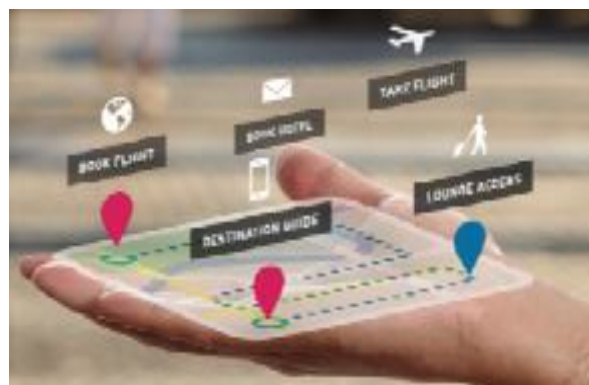 TAKE FLIGHT
BOOK HOTEL
BOOK FLIGHT
LOUNGE ACCESS
DESTINATION GUIDE